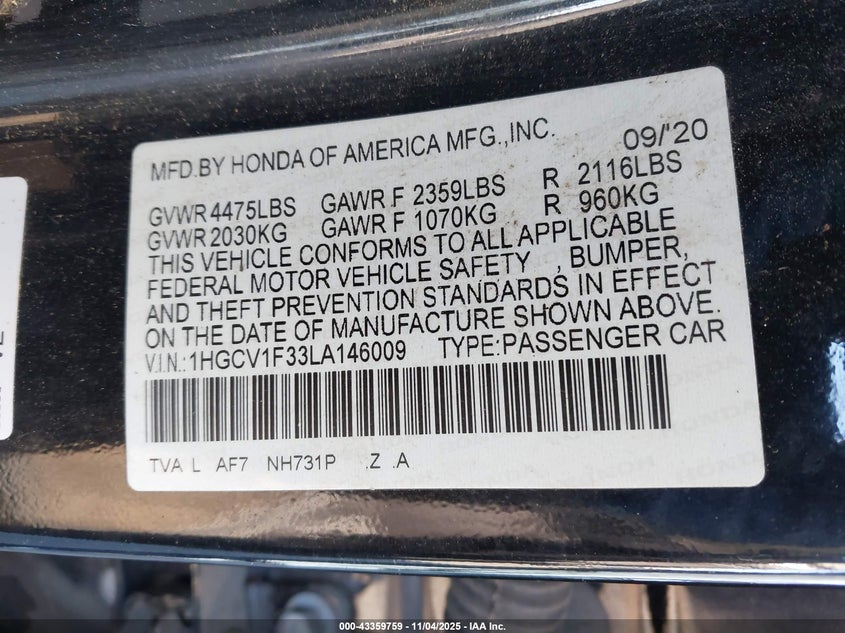 MFD.BY HONDA OF AMERICA MFG.,INC. 09/'20
GVWR 4475LBS GAWR F 2359LBS R 2116LBS
GVWR 2030KG GAWR F 1070KG R 960KG
THIS VEHICLE CONFORMS TO ALL APPLICABLE
FEDERAL MOTOR VEHICLE SAFETY , BUMPER,
AND THEFT PREVENTION STANDARDS IN EFFECT
ON THE DATE OF MANUFACTURE SHOWN ABOVE.
V.I.N.:1HGCV1F33LA146009 TYPE:PASSENGER CAR
TVA L AF7 NH731P .Z .A
000-43359759 - 11/04/2025 - IAA Inc.